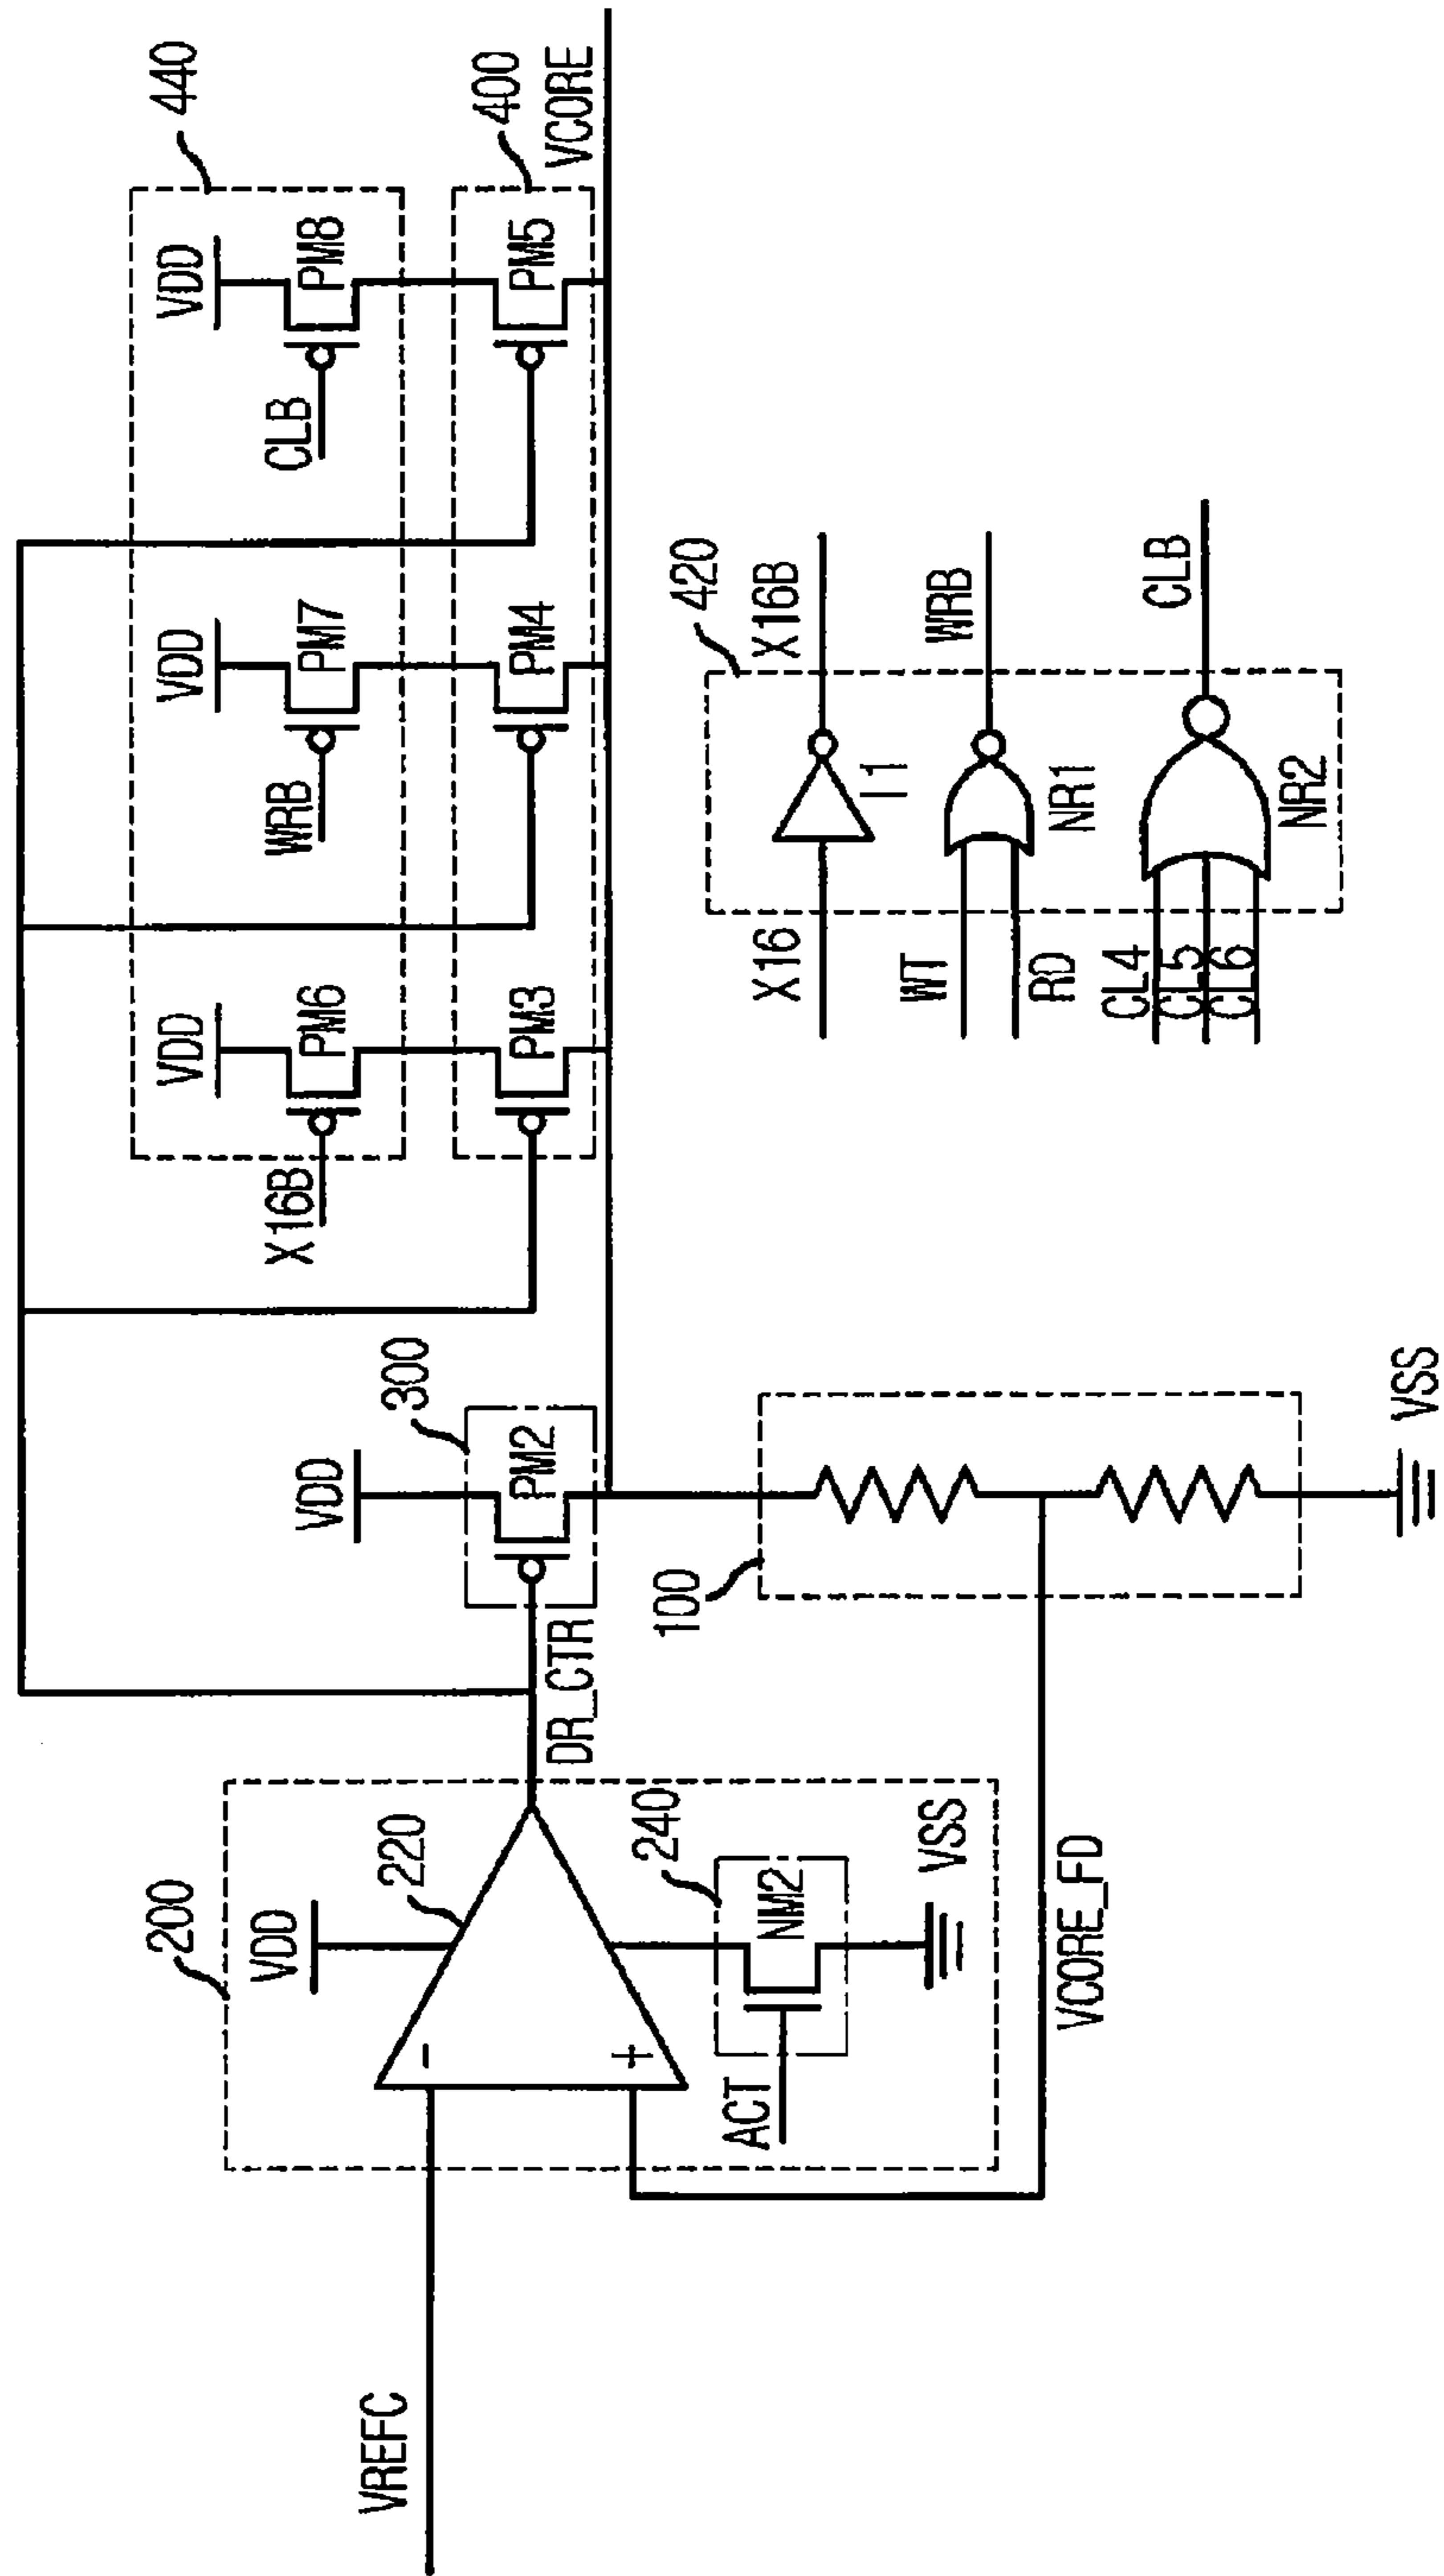 440
VDD
VDD
VDD
PM6
PM7
PM8
X16B
WRB
CLB
400
PM3
PM4
PM5
VCORE
300
VDD
PM2
DR_CTR
200
VDD
220
-
+
VREFC
240
NM2
ACT
VSS
VCORE_FD
100
VSS
420
X16
I1
X16B
WT
RD
NR1
WRB
CL4
CL5
CL6
NR2
CLB